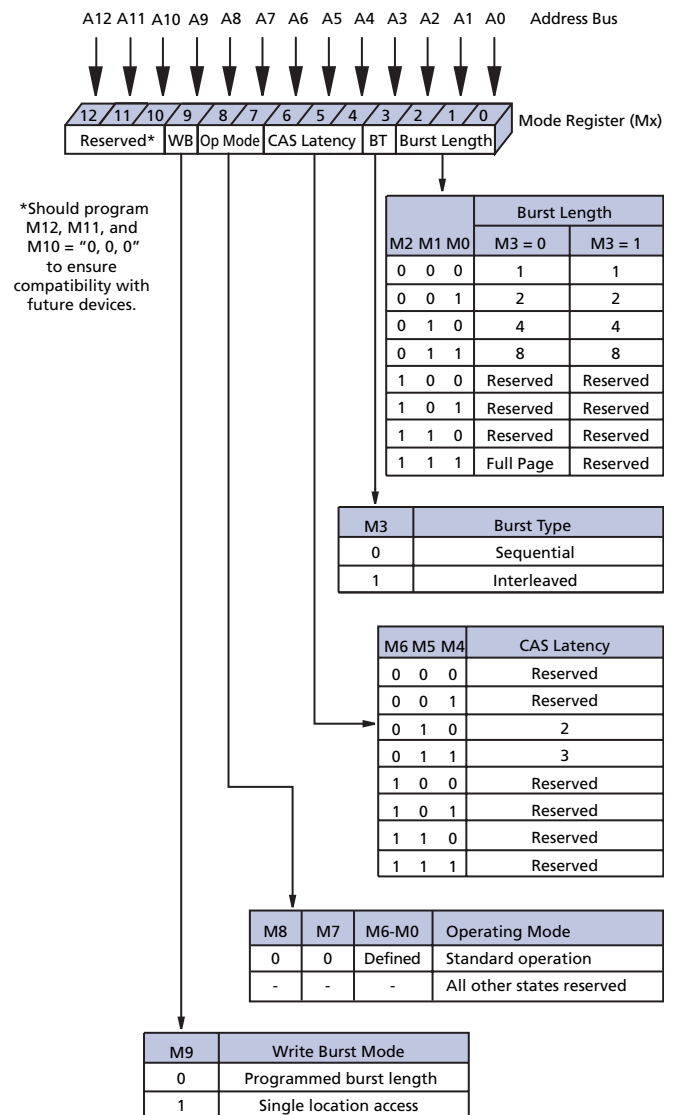 A12 A11 A10 A9 A8 A7 A6 A5 A4 A3 A2 A1 A0 Address Bus
12 11 10 9 8 7 6 5 4 3 2 1 0 Mode Register (Mx)
Reserved* WB Op Mode CAS Latency BT Burst Length
*Should program
M12, M11, and
M10 = “0, 0, 0”
to ensure
compatibility with
future devices.
Burst Length
M2 M1 M0 M3 = 0 M3 = 1
0 0 0 1 1
0 0 1 2 2
0 1 0 4 4
0 1 1 8 8
1 0 0 Reserved Reserved
1 0 1 Reserved Reserved
1 1 0 Reserved Reserved
1 1 1 Full Page Reserved
M3 Burst Type
0 Sequential
1 Interleaved
M6 M5 M4 CAS Latency
0 0 0 Reserved
0 0 1 Reserved
0 1 0 2
0 1 1 3
1 0 0 Reserved
1 0 1 Reserved
1 1 0 Reserved
1 1 1 Reserved
M8 M7 M6-M0 Operating Mode
0 0 Defined Standard operation
- - - All other states reserved
M9 Write Burst Mode
0 Programmed burst length
1 Single location access